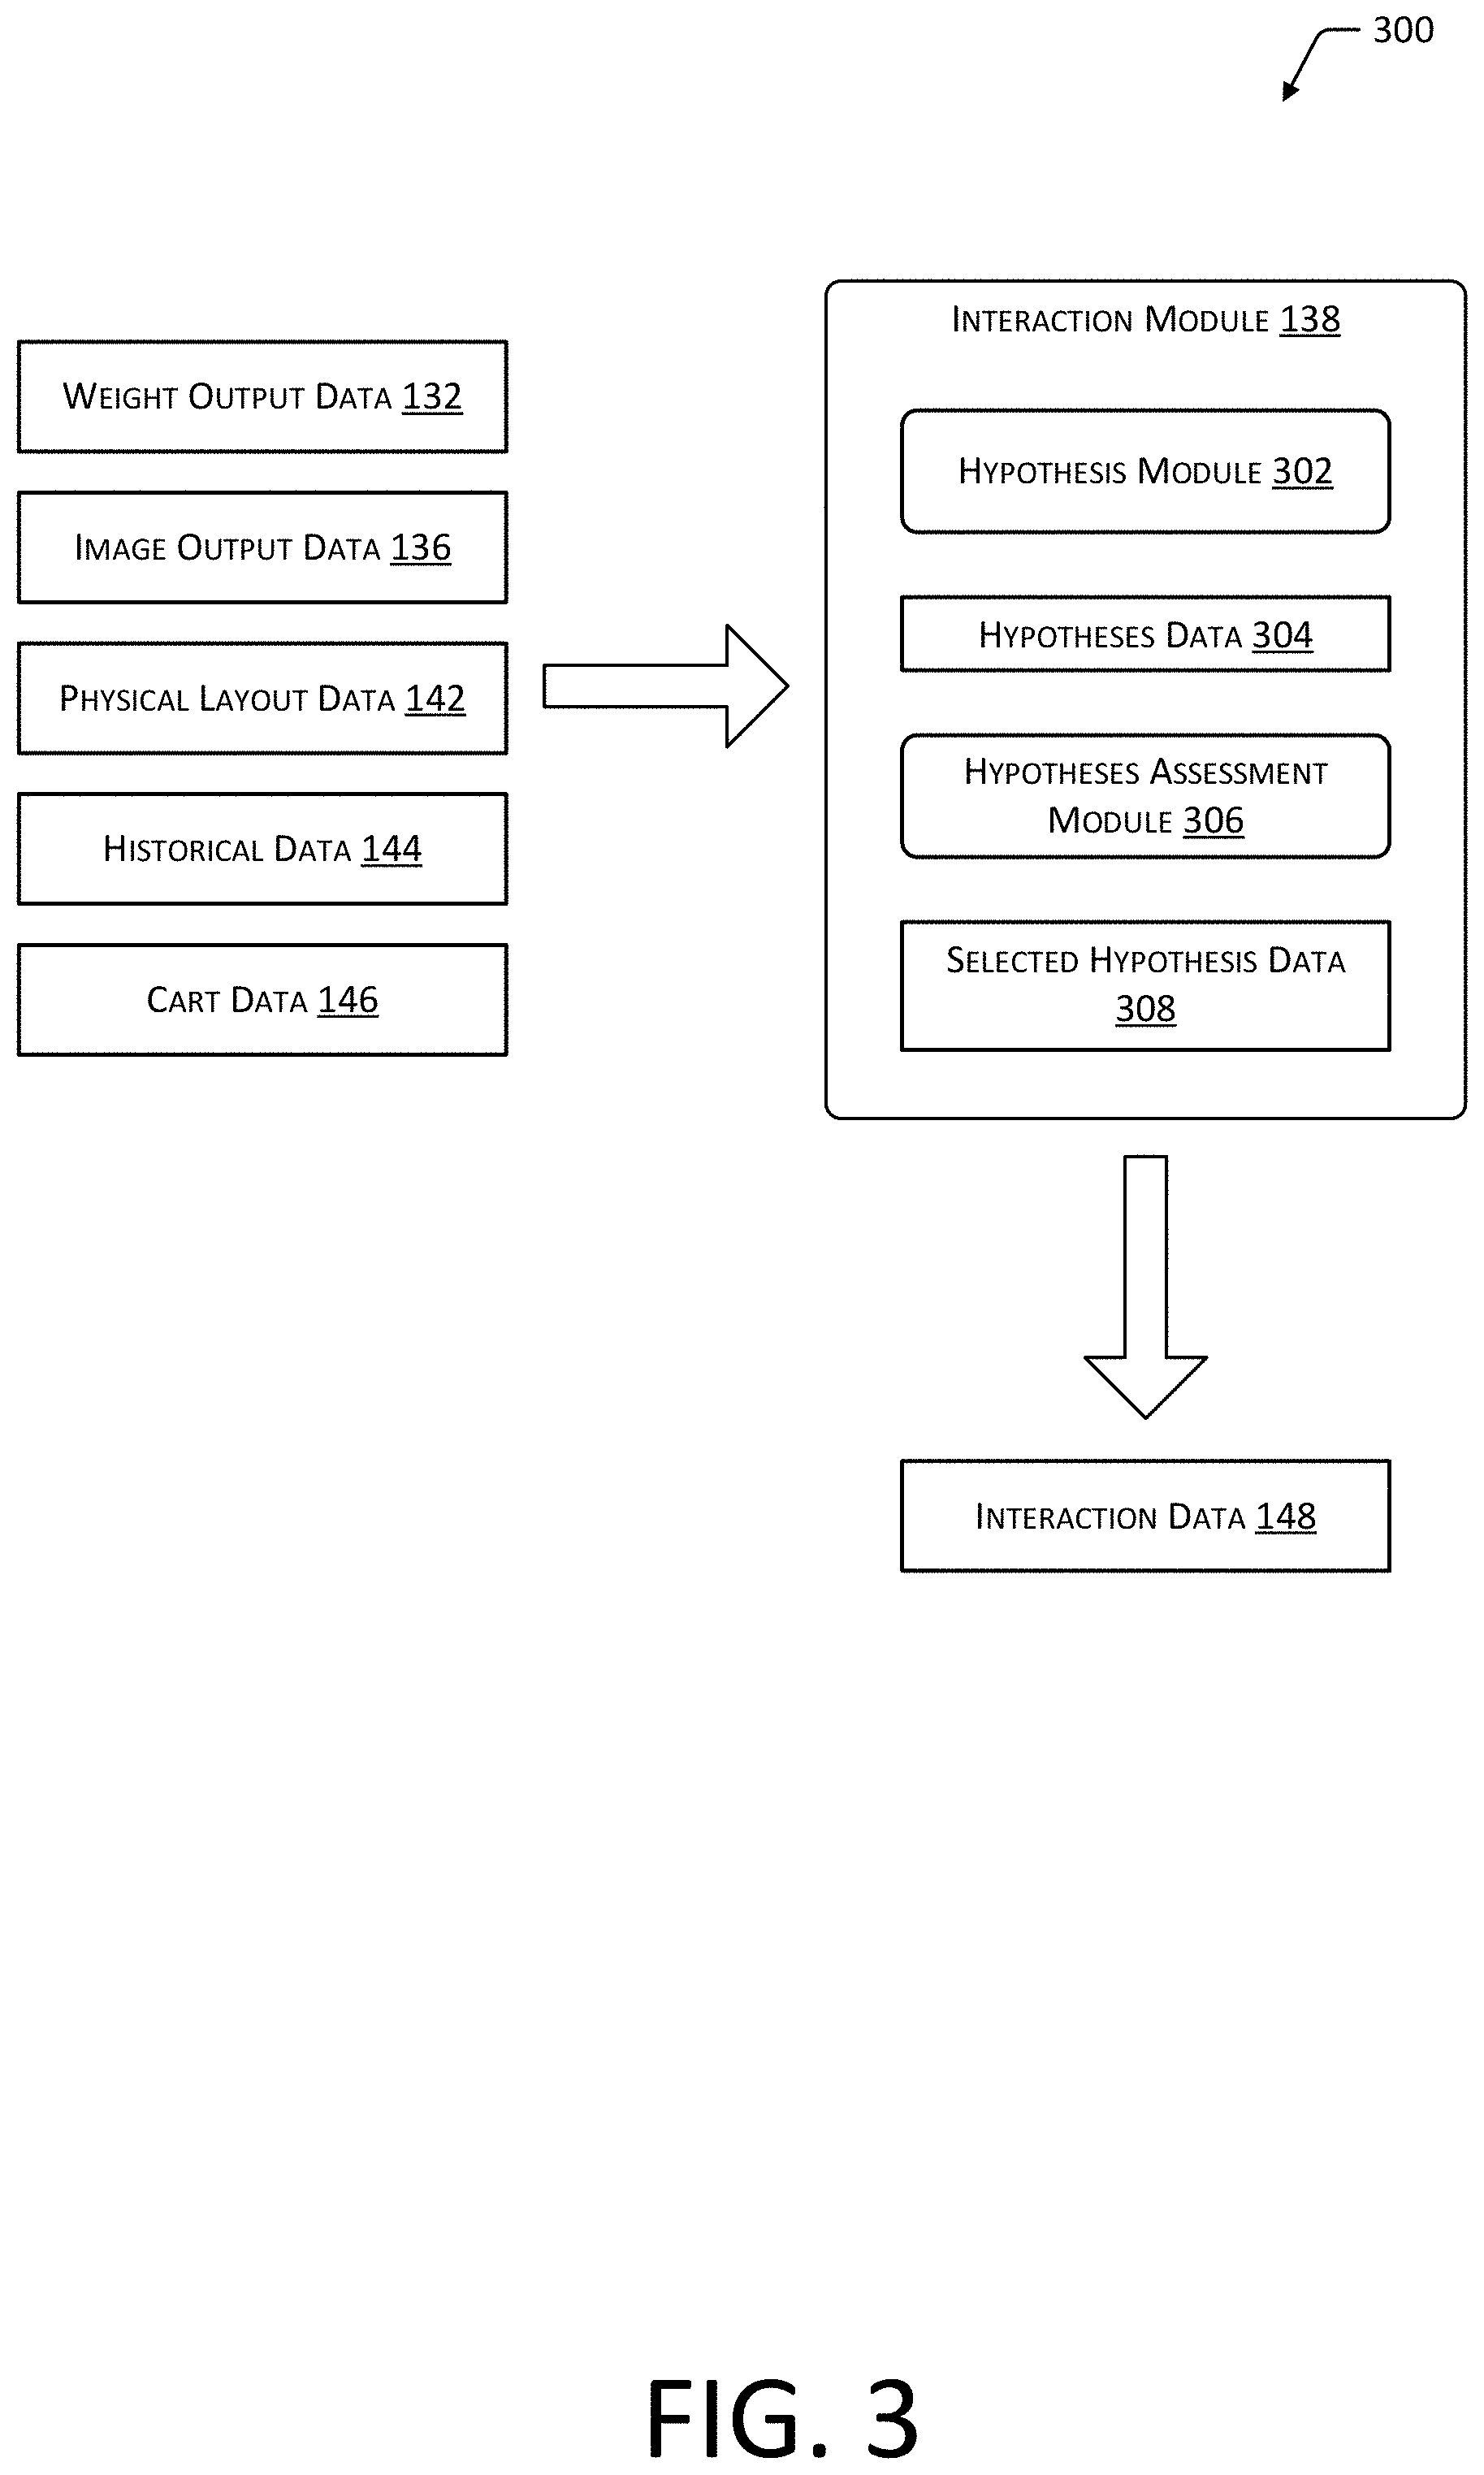 300
Weight Output Data 132
Image Output Data 136
Physical Layout Data 142
Historical Data 144
Cart Data 146
Interaction Module 138
Hypothesis Module 302
Hypotheses Data 304
Hypotheses Assessment
Module 306
Selected Hypothesis Data
308
Interaction Data 148
FIG. 3